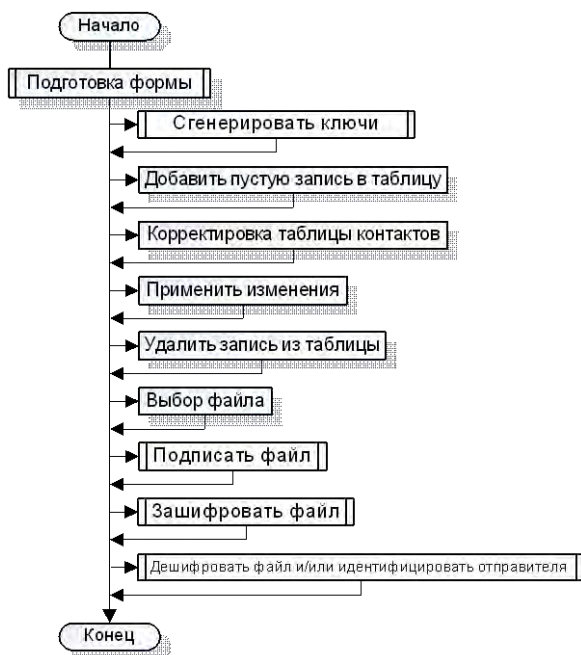 Начало
Подготовка формы
Сгенерировать ключи
Добавить пустую запись в таблицу
Корректировка таблицы контактов
Применить изменения
Удалить запись из таблицы
Выбор файла
Подписать файл
Зашифровать файл
Дешифровать файл и/или идентифицировать отправителя
Конец